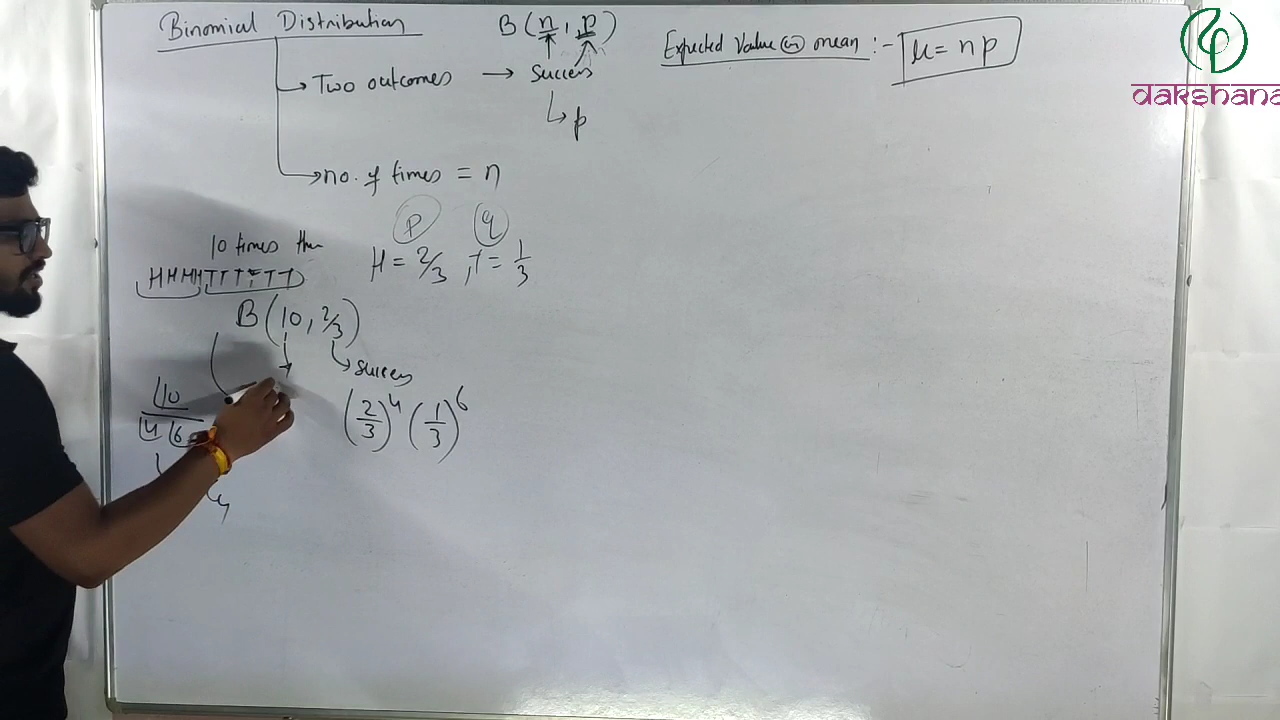 Binomial Distribution
B(n, p)
Expected Value (or) mean :- μ = np
Two outcomes → success
↳ p
no. of times = n
p q
10 times the
H = 2/3, T = 1/3
HHHHTTTTTT
B(10, 2/3)
↳ success
|10
|4 |6
(2/3)^4 (1/3)^6
dakshana